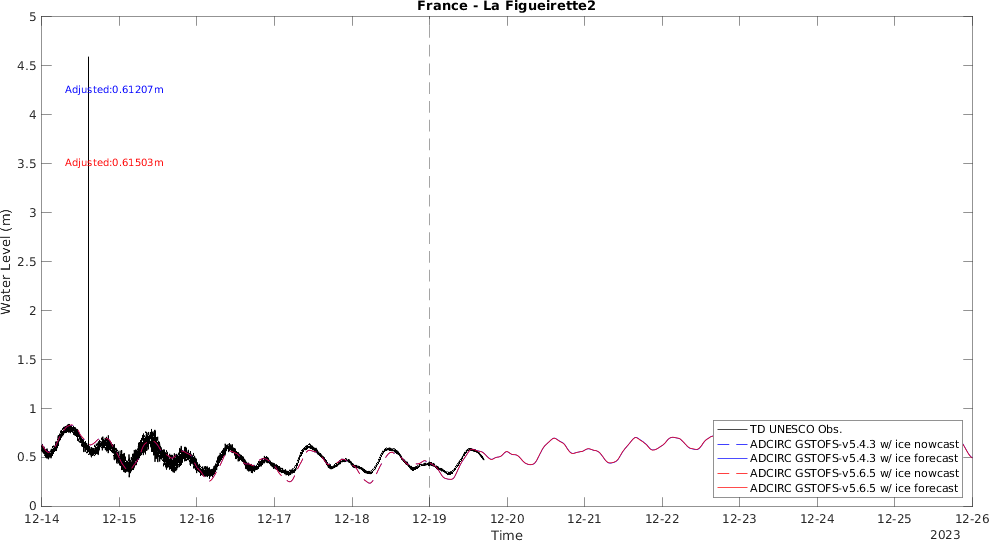 France - La Figueirette2
5
4.5
4
3.5
3
2.5
2
1.5
1
0.5
0
Water Level (m)
Adjusted:0.61207m
Adjusted:0.61503m
TD UNESCO Obs.
ADCIRC GSTOFS-v5.4.3 w/ ice nowcast
ADCIRC GSTOFS-v5.4.3 w/ ice forecast
ADCIRC GSTOFS-v5.6.5 w/ ice nowcast
ADCIRC GSTOFS-v5.6.5 w/ ice forecast
12-14 12-15 12-16 12-17 12-18 12-19 12-20 12-21 12-22 12-23 12-24 12-25 12-26
Time
2023